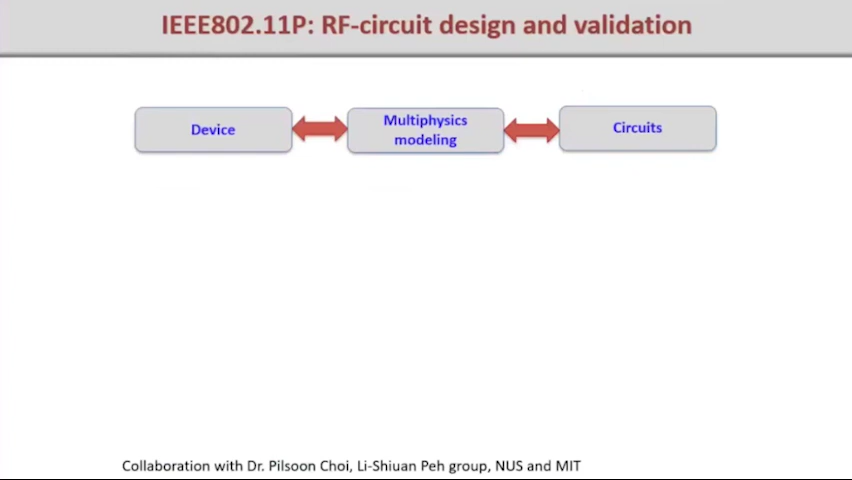 IEEE802.11P: RF-circuit design and validation
Device
Multiphysics
modeling
Circuits
Collaboration with Dr. Pilsoon Choi, Li-Shiuan Peh group, NUS and MIT